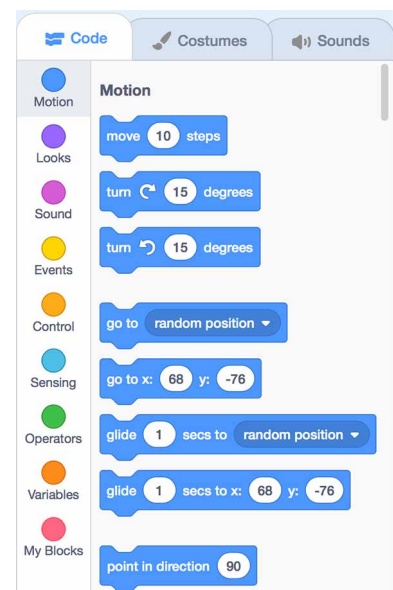 Code Costumes Sounds
Motion
Looks
Sound
Events
Control
Sensing
Operators
Variables
My Blocks
Motion
move 10 steps
turn 15 degrees
turn 15 degrees
go to random position
go to x: 68 y: -76
glide 1 secs to random position
glide 1 secs to x: 68 y: -76
point in direction 90